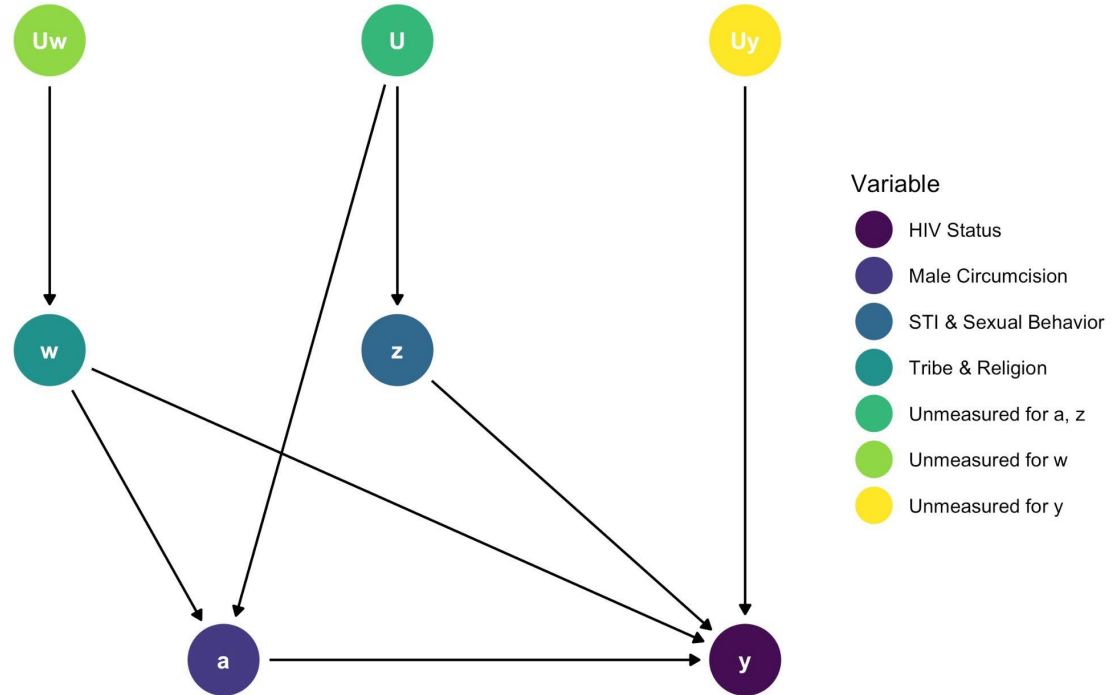 Uw
U
Uy
w
z
a
y
Variable
HIV Status
Male Circumcision
STI & Sexual Behavior
Tribe & Religion
Unmeasured for a, z
Unmeasured for w
Unmeasured for y